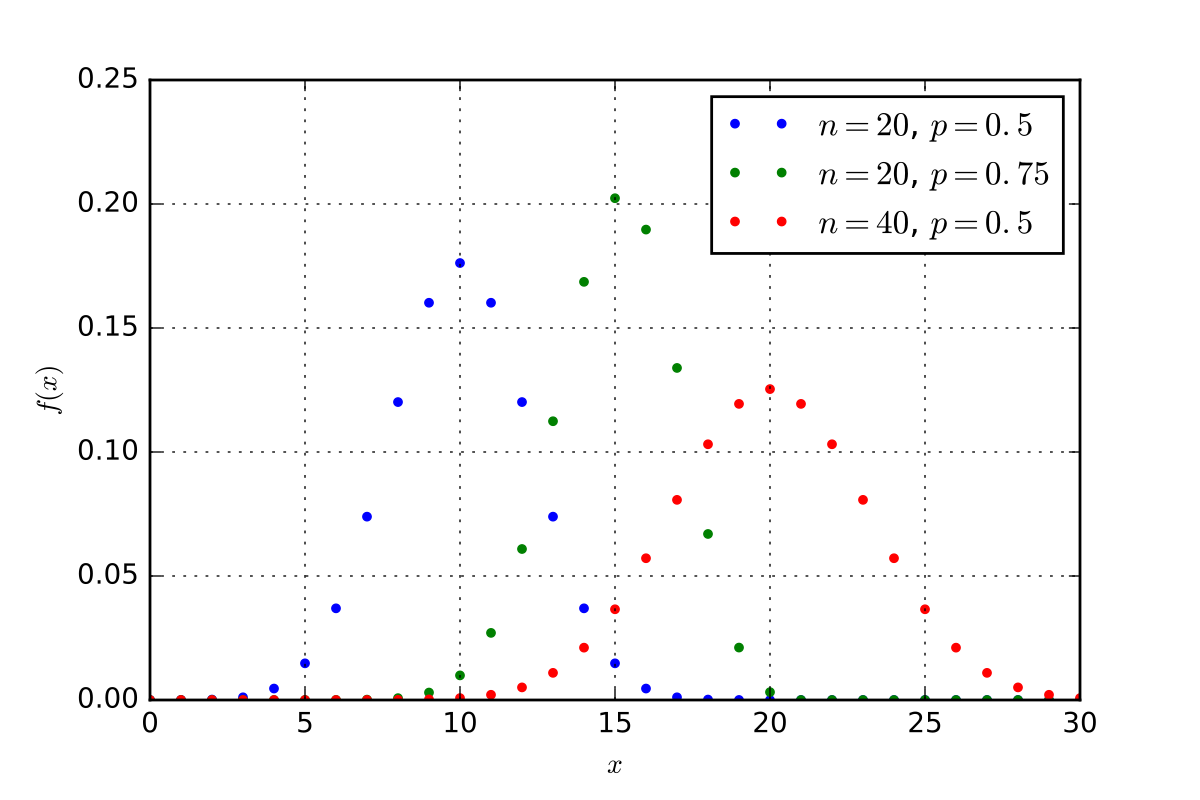 0.25
0.20
0.15
0.10
0.05
0.00
f(x)
0 5 10 15 20 25 30
x
n = 20, p = 0.5
n = 20, p = 0.75
n = 40, p = 0.5